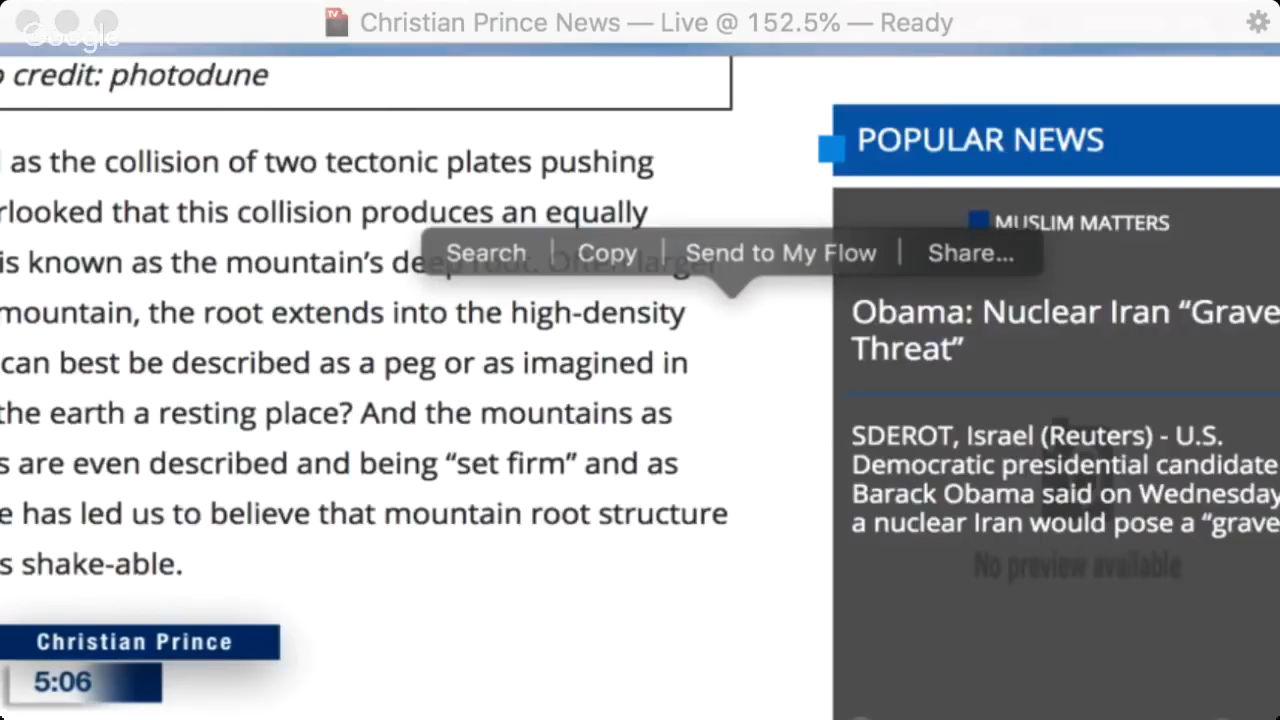 Google
Christian Prince News — Live @ 152.5% — Ready
credit: photodune
as the collision of two tectonic plates pushing
rlooked that this collision produces an equally
is known as the mountain’s deep root. Often larger
mountain, the root extends into the high-density
can best be described as a peg or as imagined in
the earth a resting place? And the mountains as
s are even described and being “set firm” and as
e has led us to believe that mountain root structure
s shake-able.
Search
Copy
Send to My Flow
Share...
POPULAR NEWS
MUSLIM MATTERS
Obama: Nuclear Iran “Grave
Threat”
SDEROT, Israel (Reuters) - U.S.
Democratic presidential candidate
Barack Obama said on Wednesday
a nuclear Iran would pose a “grave
No preview available
Christian Prince
5:06